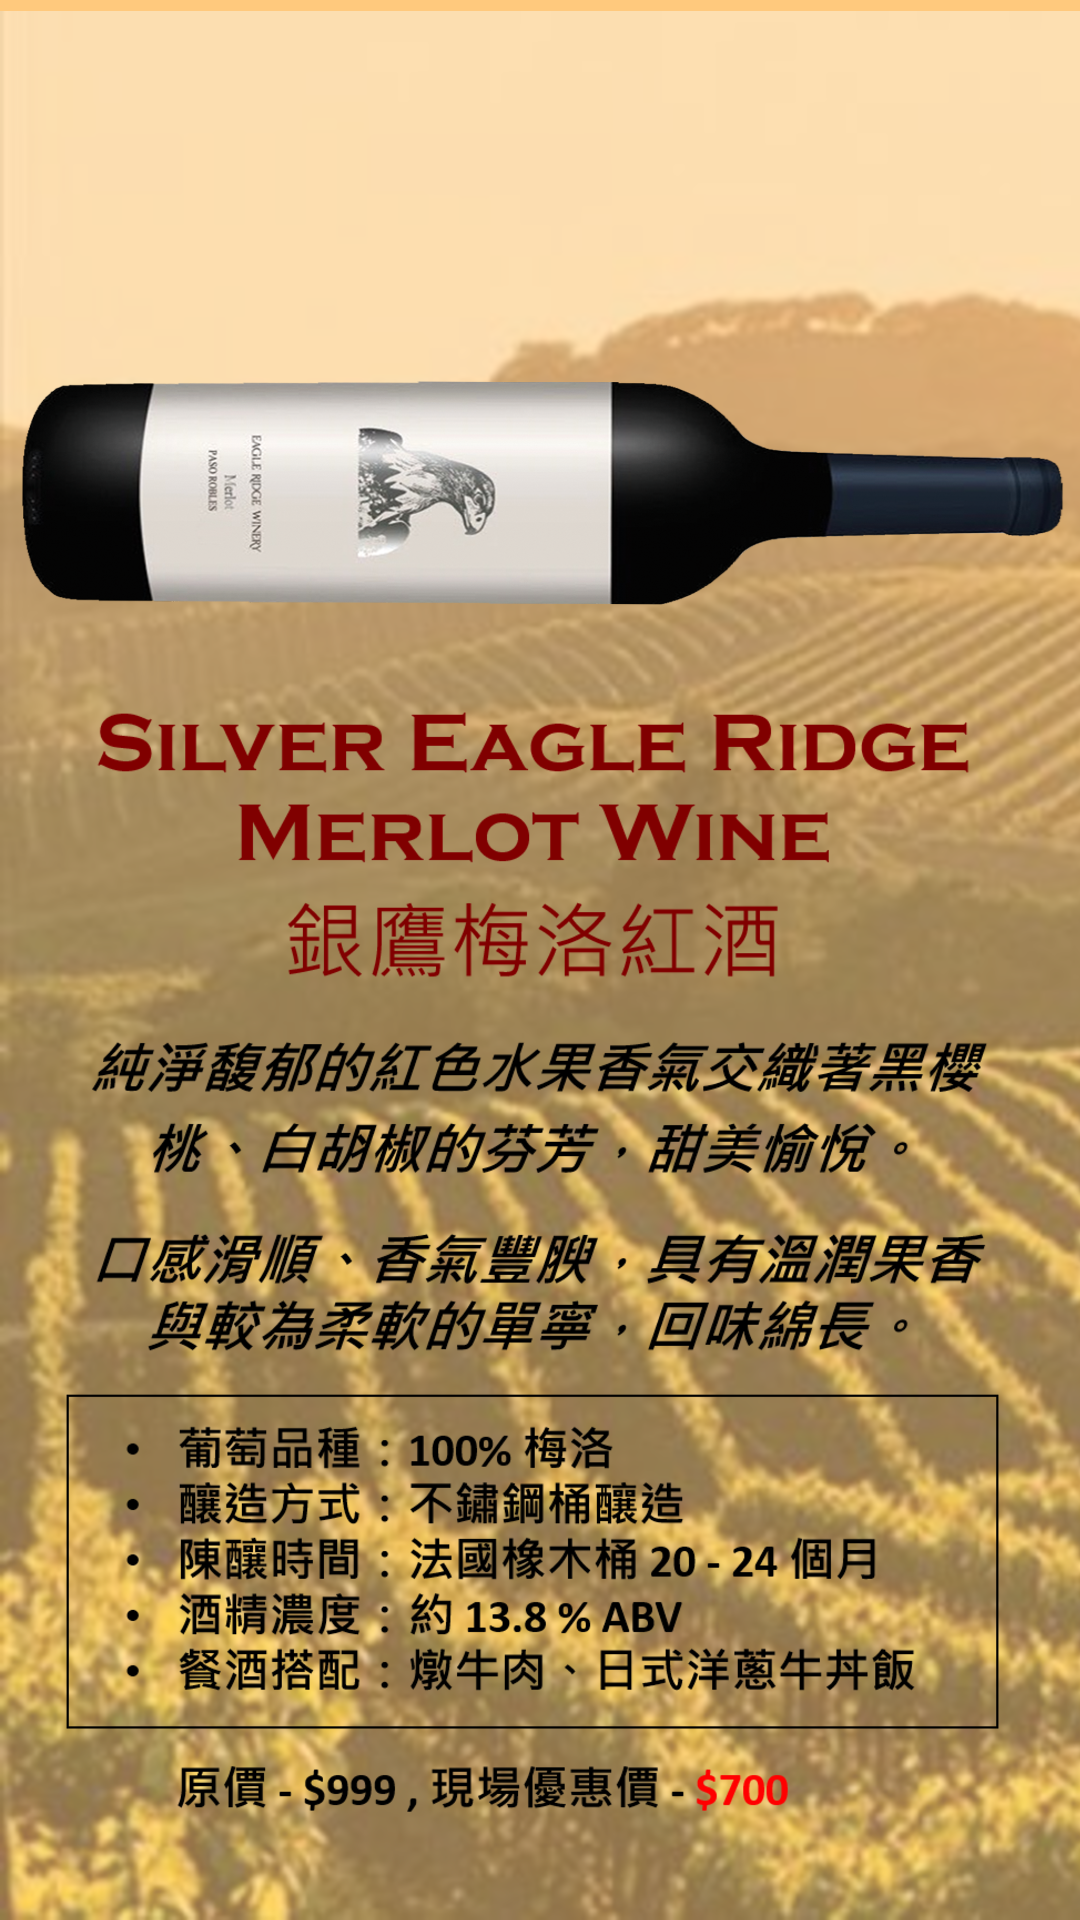 EAGLE RIDGE WINERY
Merlot
PASO ROBLES
SILVER EAGLE RIDGE
MERLOT WINE
銀鷹梅洛紅酒
純淨馥郁的紅色水果香氣交織著黑櫻
桃、白胡椒的芬芳，甜美愉悅。
口感滑順、香氣豐腴，具有溫潤果香
與較為柔軟的單寧，回味綿長。
• 葡萄品種：100% 梅洛
• 釀造方式：不鏽鋼桶釀造
• 陳釀時間：法國橡木桶 20 - 24 個月
• 酒精濃度：約 13.8 % ABV
• 餐酒搭配：燉牛肉、日式洋蔥牛丼飯
原價 - $999 , 現場優惠價 - $700